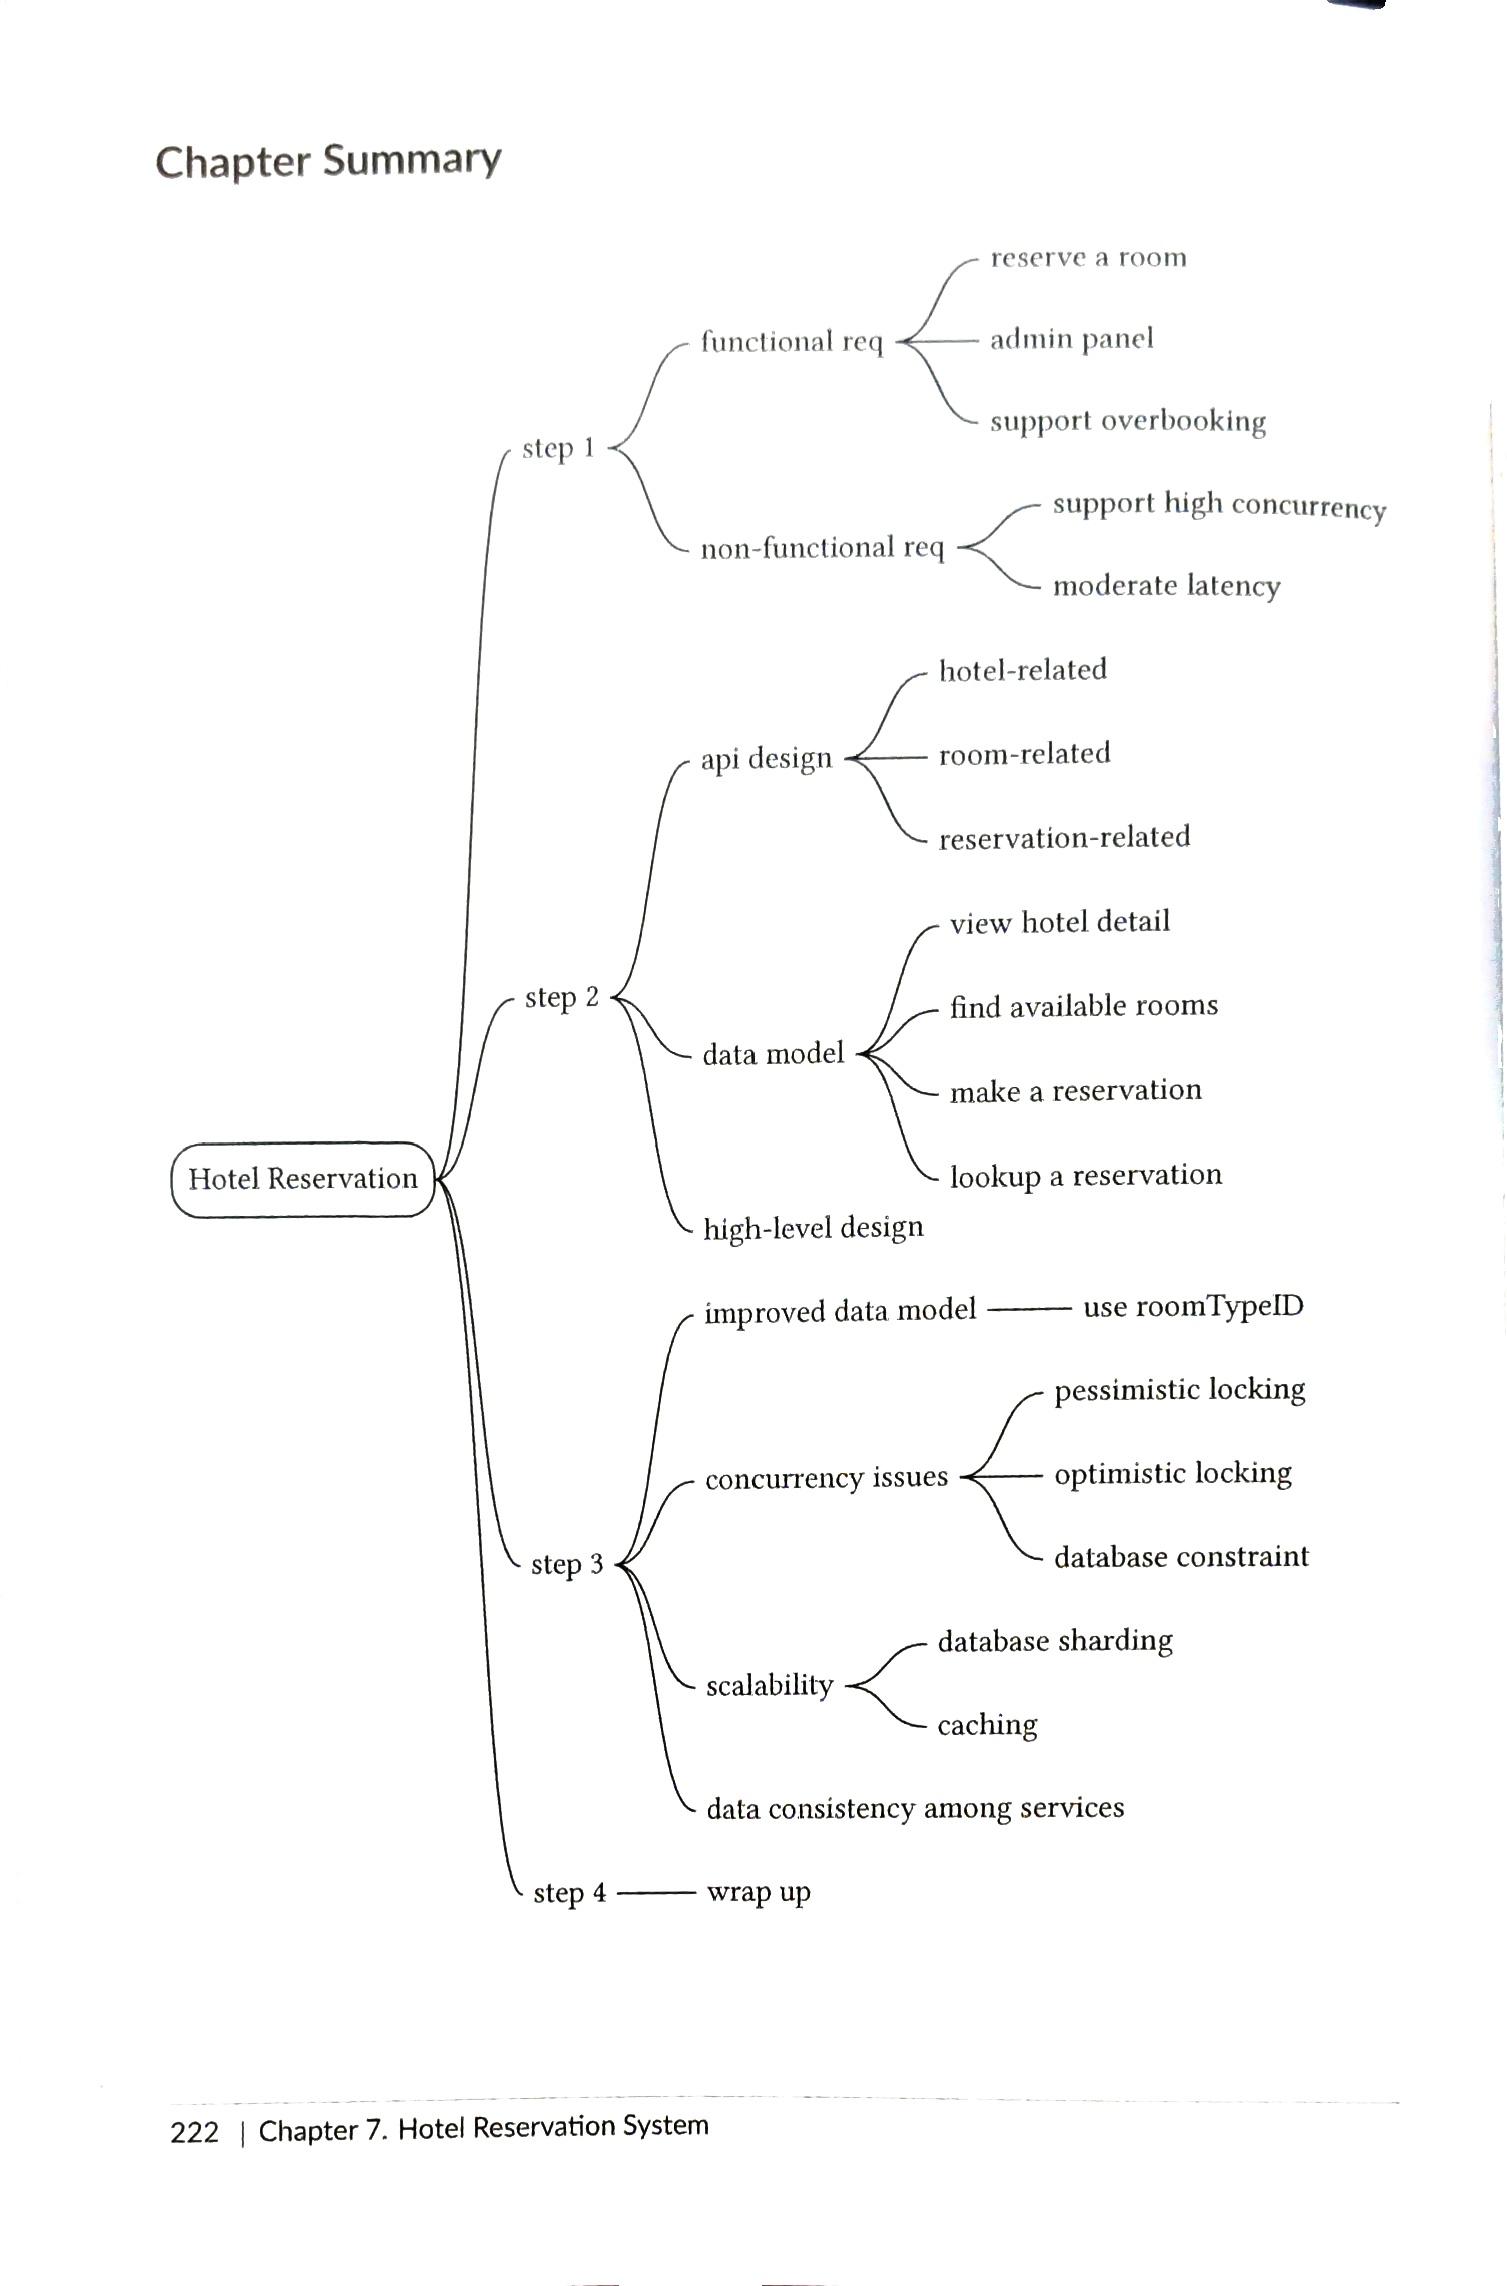 Chapter Summary
reserve a room
functional req
admin panel
support overbooking
step 1
support high concurrency
non-functional req
moderate latency
hotel-related
api design
room-related
reservation-related
view hotel detail
step 2
find available rooms
data model
make a reservation
lookup a reservation
Hotel Reservation
high-level design
improved data model
use roomTypeID
pessimistic locking
concurrency issues
optimistic locking
database constraint
step 3
database sharding
scalability
caching
data consistency among services
step 4
wrap up
222 | Chapter 7. Hotel Reservation System